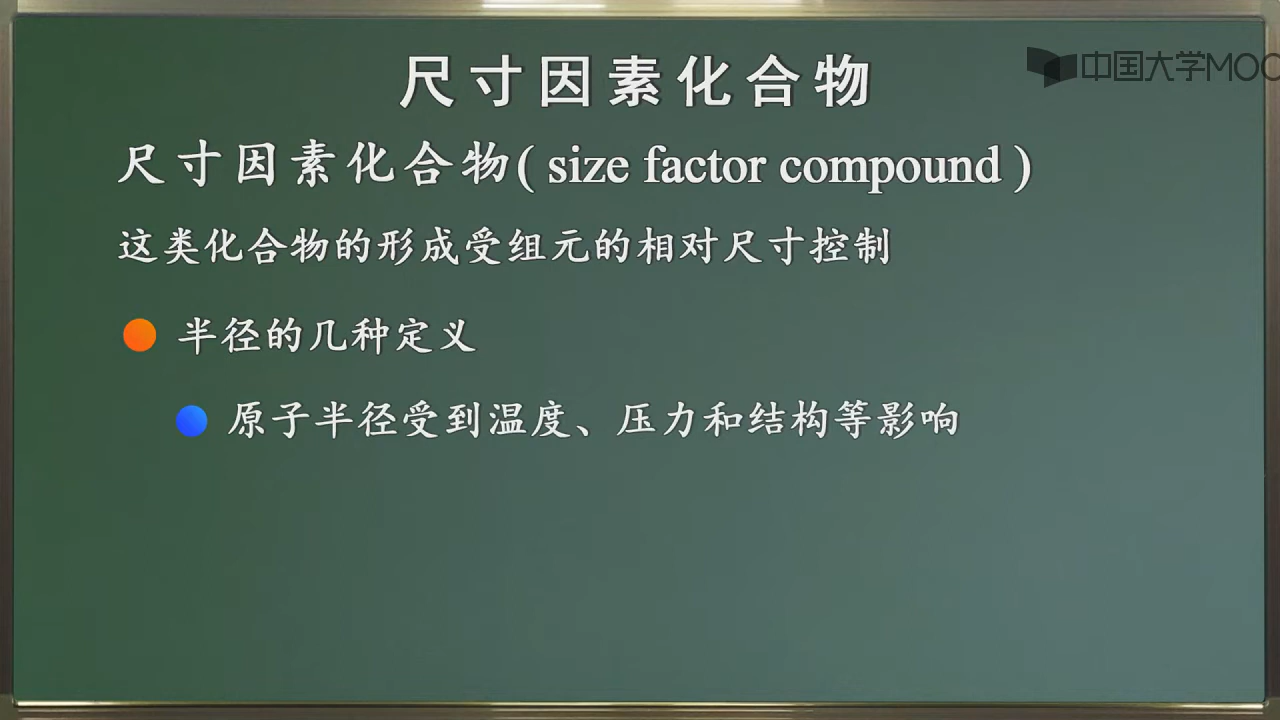 尺寸因素化合物
中国大学MOO
尺寸因素化合物( size factor compound )
这类化合物的形成受组元的相对尺寸控制
半径的几种定义
原子半径受到温度、压力和结构等影响